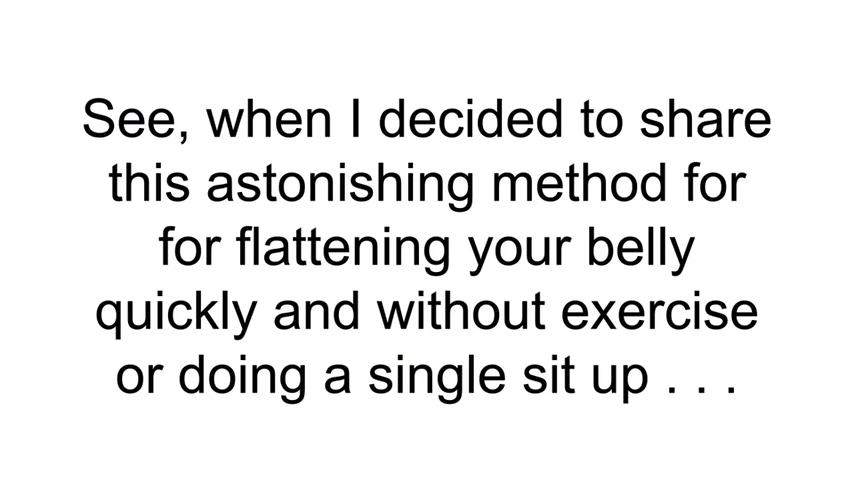 See, when I decided to share
this astonishing method for
for flattening your belly
quickly and without exercise
or doing a single sit up . . .